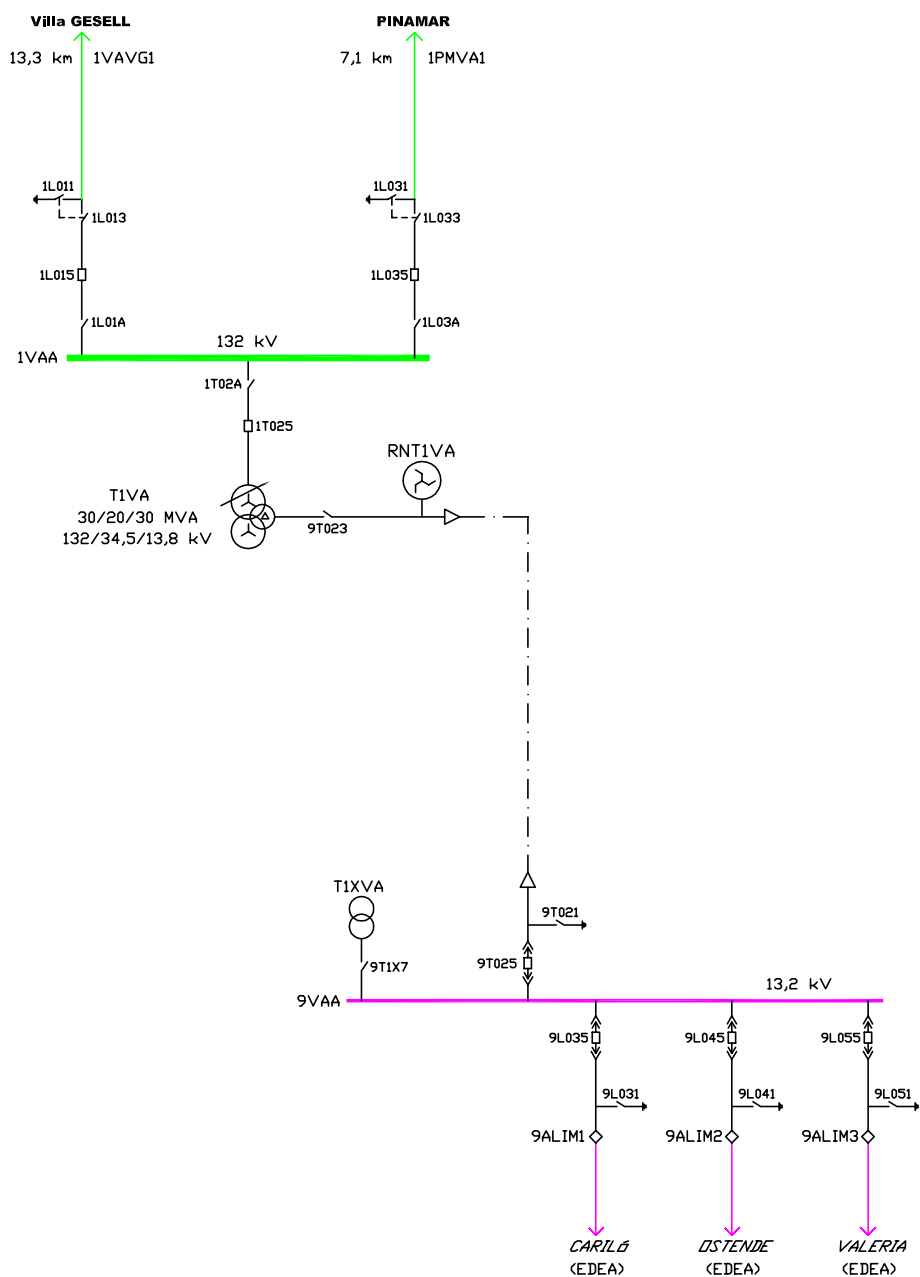 Villa GESELL
PINAMAR
13,3 km
1VAVG1
7,1 km
1PMVA1
1L011
1L031
1L013
1L033
1L015
1L035
1L01A
1L03A
132 kV
1VAA
1T02A
1T025
RNT1VA
T1VA
30/20/30 MVA
132/34,5/13,8 kV
9T023
T1XVA
9T021
9T1X7
9T025
13,2 kV
9VAA
9L035
9L045
9L055
9L031
9L041
9L051
9ALIM1
9ALIM2
9ALIM3
CARILó
OSTENDE
VALERIA
(EDEA)
(EDEA)
(EDEA)